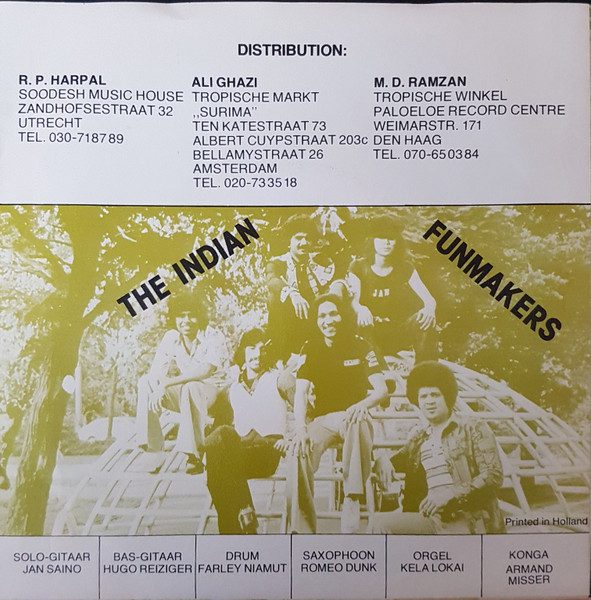 DISTRIBUTION:
R. P. HARPAL
SOODESH MUSIC HOUSE
ZANDHOFSESTRAAT 32
UTRECHT
TEL. 030-718789
ALI GHAZI
TROPISCHE MARKT
,,SURIMA"
TEN KATESTRAAT 73
ALBERT CUYPSTRAAT 203c
BELLAMYSTRAAT 26
AMSTERDAM
TEL. 020-733518
M. D. RAMZAN
TROPISCHE WINKEL
PALOELOE RECORD CENTRE
WEIMARSTR. 171
DEN HAAG
TEL. 070-650384
THE INDIAN
FUNMAKERS
Printed in Holland
SOLO-GITAAR
JAN SAINO
BAS-GITAAR
HUGO REIZIGER
DRUM
FARLEY NIAMUT
SAXOPHOON
ROMEO DUNK
ORGEL
KELA LOKAI
KONGA
ARMAND
MISSER